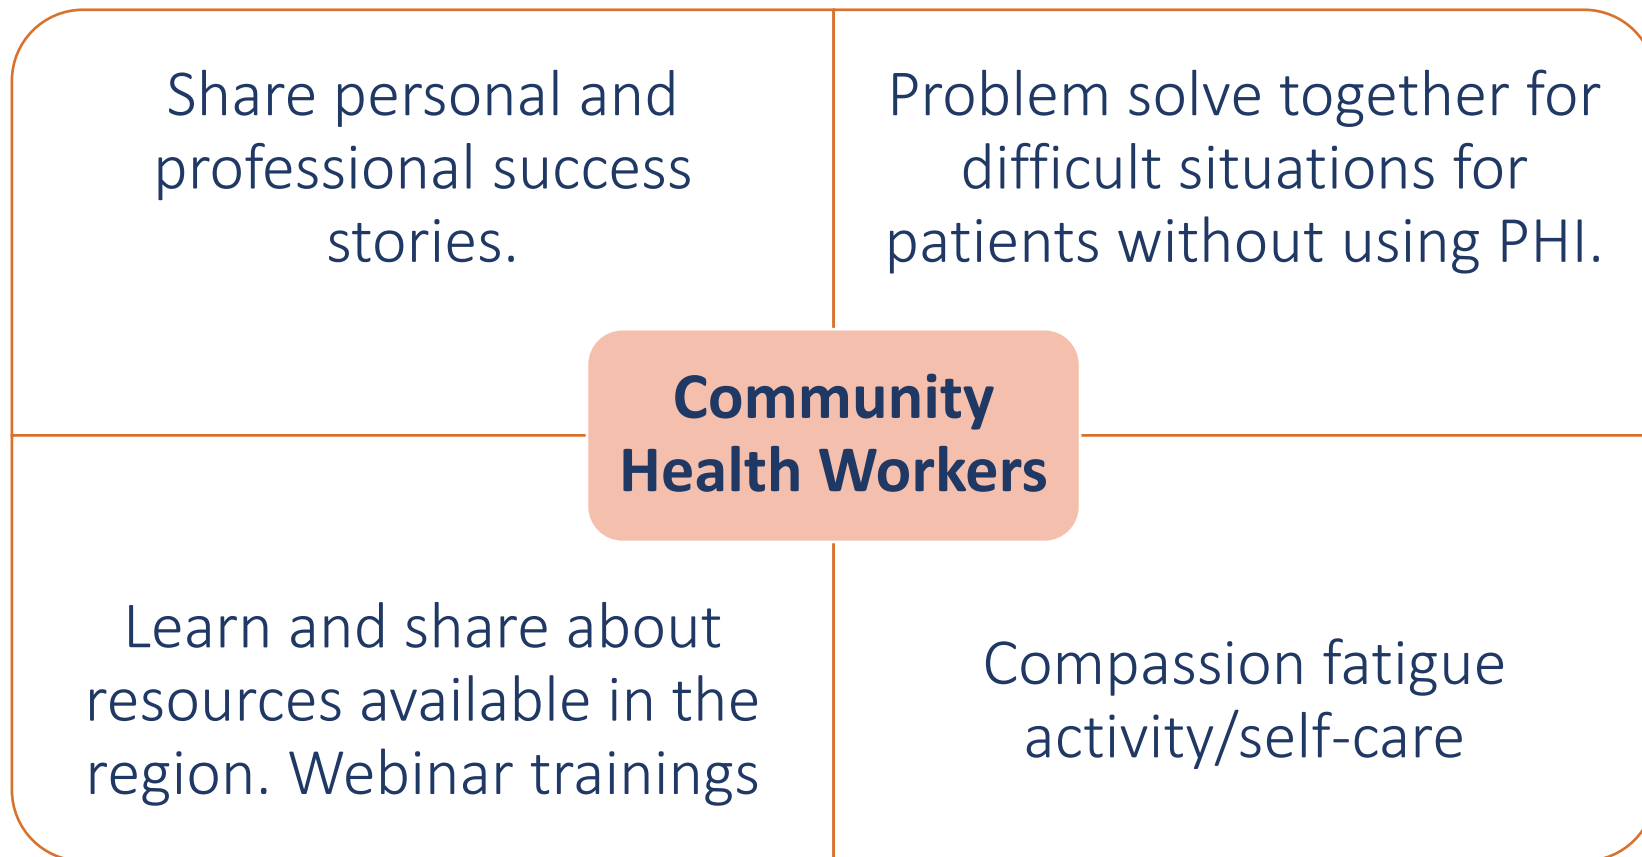 Share personal and
professional success
stories.
Problem solve together for
difficult situations for
patients without using PHI.
Community
Health Workers
Learn and share about
resources available in the
region. Webinar trainings
Compassion fatigue
activity/self-care